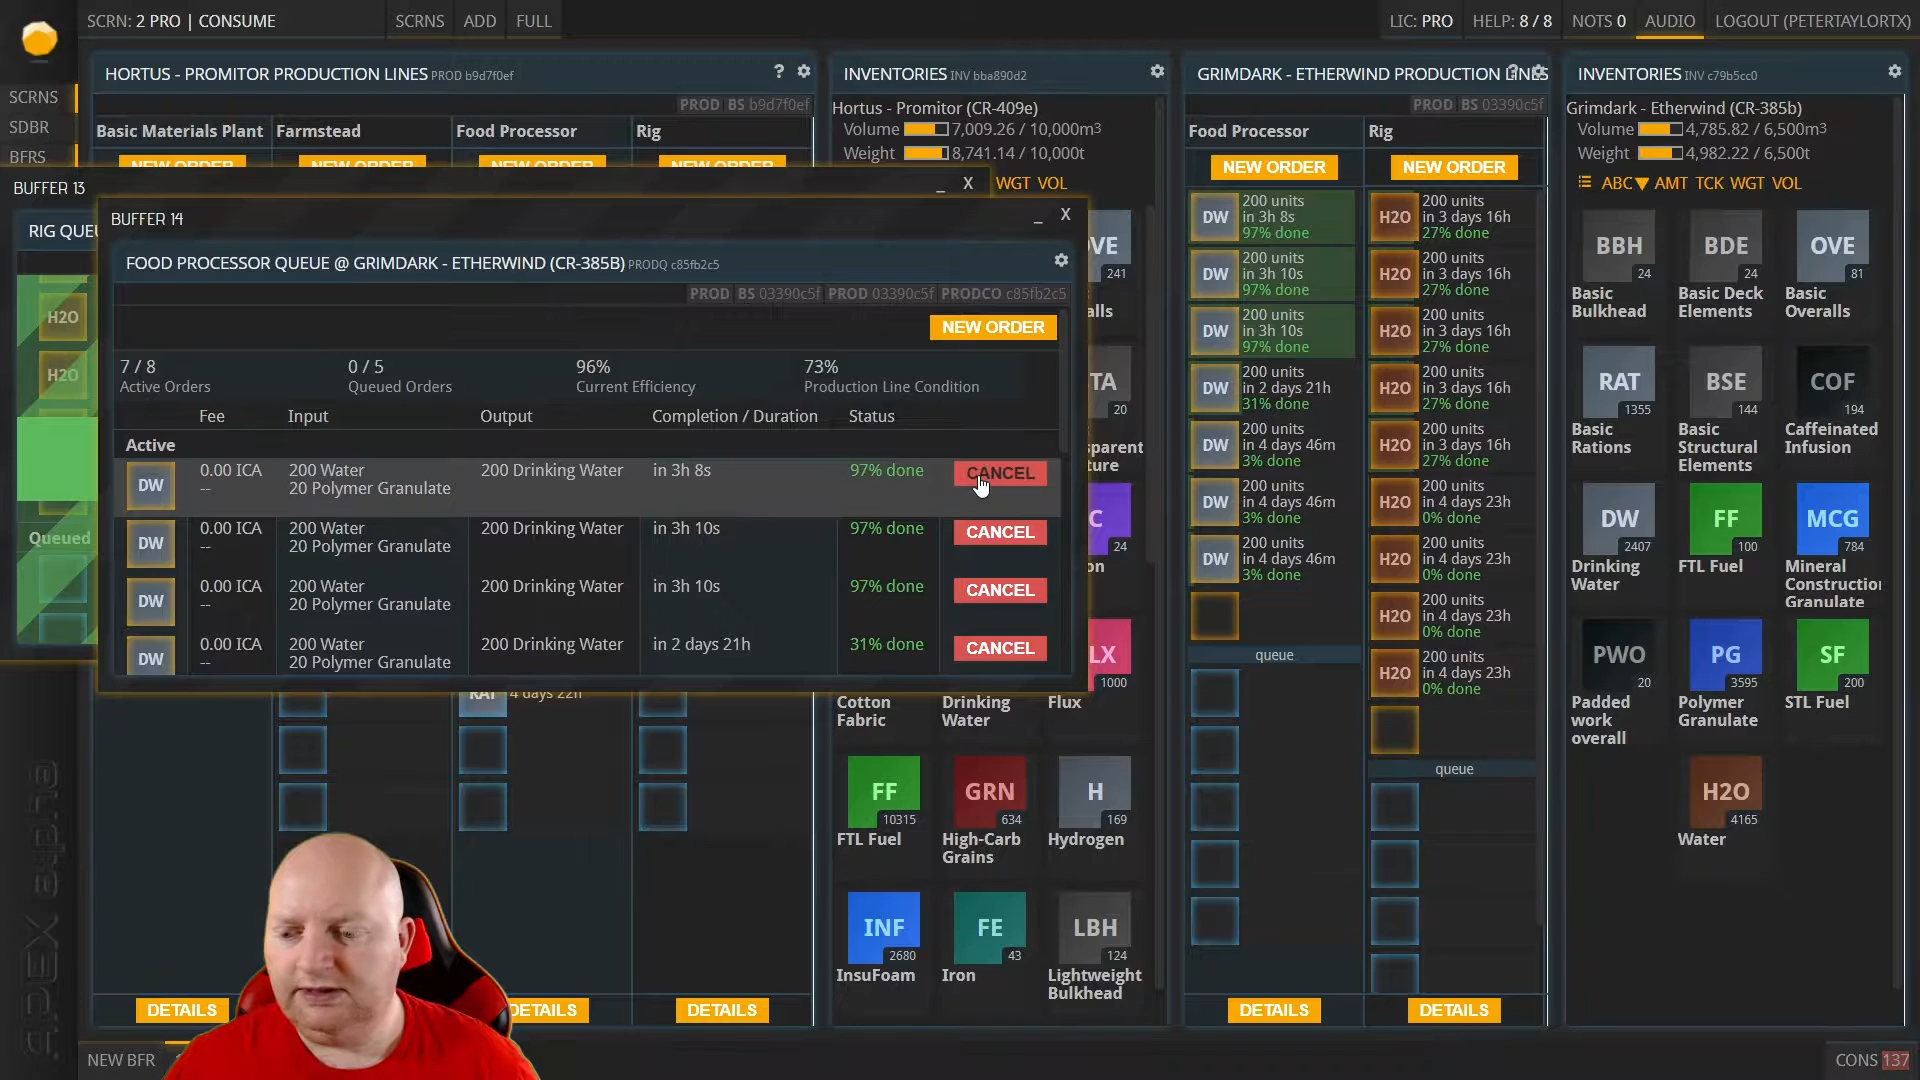 SCRN: 2 PRO | CONSUME
SCRNS
ADD
FULL
LIC: PRO
HELP: 8 / 8
NOTS 0
AUDIO
LOGOUT (PETERTAYLORTX)
SCRNS
SDBR
BFRS
HORTUS - PROMITOR PRODUCTION LINES PROD b9d7f0ef
?
PROD BS b9d7f0ef
Basic Materials Plant
Farmstead
Food Processor
Rig
NEW ORDER
NEW ORDER
NEW ORDER
NEW ORDER
INVENTORIES INV bba890d2
Hortus - Promitor (CR-409e)
Volume 7,009.26 / 10,000m³
Weight 8,741.14 / 10,000t
WGT VOL
GRIMDARK - ETHERWIND PRODUCTION LINES
PROD BS 03390c5f
Food Processor
Rig
NEW ORDER
NEW ORDER
DW
200 units
in 3h 8s
97% done
DW
200 units
in 3h 10s
97% done
DW
200 units
in 3h 10s
97% done
DW
200 units
in 2 days 21h
31% done
DW
200 units
in 4 days 46m
3% done
DW
200 units
in 4 days 46m
3% done
DW
200 units
in 4 days 46m
3% done
queue
DETAILS
H2O
200 units
in 3 days 16h
27% done
H2O
200 units
in 3 days 16h
27% done
H2O
200 units
in 3 days 16h
27% done
H2O
200 units
in 3 days 16h
27% done
H2O
200 units
in 3 days 16h
27% done
H2O
200 units
in 4 days 23h
0% done
H2O
200 units
in 4 days 23h
0% done
H2O
200 units
in 4 days 23h
0% done
H2O
200 units
in 4 days 23h
0% done
queue
DETAILS
INVENTORIES INV c79b5cc0
Grimdark - Etherwind (CR-385b)
Volume 4,785.82 / 6,500m³
Weight 4,982.22 / 6,500t
ABC AMT TCK WGT VOL
BBH
24
Basic
Bulkhead
BDE
24
Basic Deck
Elements
OVE
81
Basic
Overalls
RAT
1355
Basic
Rations
BSE
144
Basic
Structural
Elements
COF
194
Caffeinated
Infusion
DW
2407
Drinking
Water
FF
100
FTL Fuel
MCG
784
Mineral
Constructio
Granulate
PWO
20
Padded
work
overall
PG
3595
Polymer
Granulate
SF
200
STL Fuel
H2O
4165
Water
BUFFER 13
_ X
RIG QUEU
H2O
H2O
Queued
BUFFER 14
_ X
FOOD PROCESSOR QUEUE @ GRIMDARK - ETHERWIND (CR-385B) PRODQ c85fb2c5
PROD BS 03390c5f PROD 03390c5f PRODCO c85fb2c5
NEW ORDER
7 / 8
Active Orders
0 / 5
Queued Orders
96%
Current Efficiency
73%
Production Line Condition
Fee
Input
Output
Completion / Duration
Status
Active
DW
0.00 ICA
--
200 Water
20 Polymer Granulate
200 Drinking Water
in 3h 8s
97% done
CANCEL
DW
0.00 ICA
--
200 Water
20 Polymer Granulate
200 Drinking Water
in 3h 10s
97% done
CANCEL
DW
0.00 ICA
--
200 Water
20 Polymer Granulate
200 Drinking Water
in 3h 10s
97% done
CANCEL
DW
0.00 ICA
--
200 Water
20 Polymer Granulate
200 Drinking Water
in 2 days 21h
31% done
CANCEL
VE
241
alls
TA
20
sparent
ture
C
24
on
LX
1000
RAT
4 days 22h
Cotton
Fabric
Drinking
Water
Flux
FF
10315
FTL Fuel
GRN
634
High-Carb
Grains
H
169
Hydrogen
INF
2680
InsuFoam
FE
43
Iron
LBH
124
Lightweight
Bulkhead
DETAILS
DETAILS
DETAILS
APEX alpha
NEW BFR
CONS 137